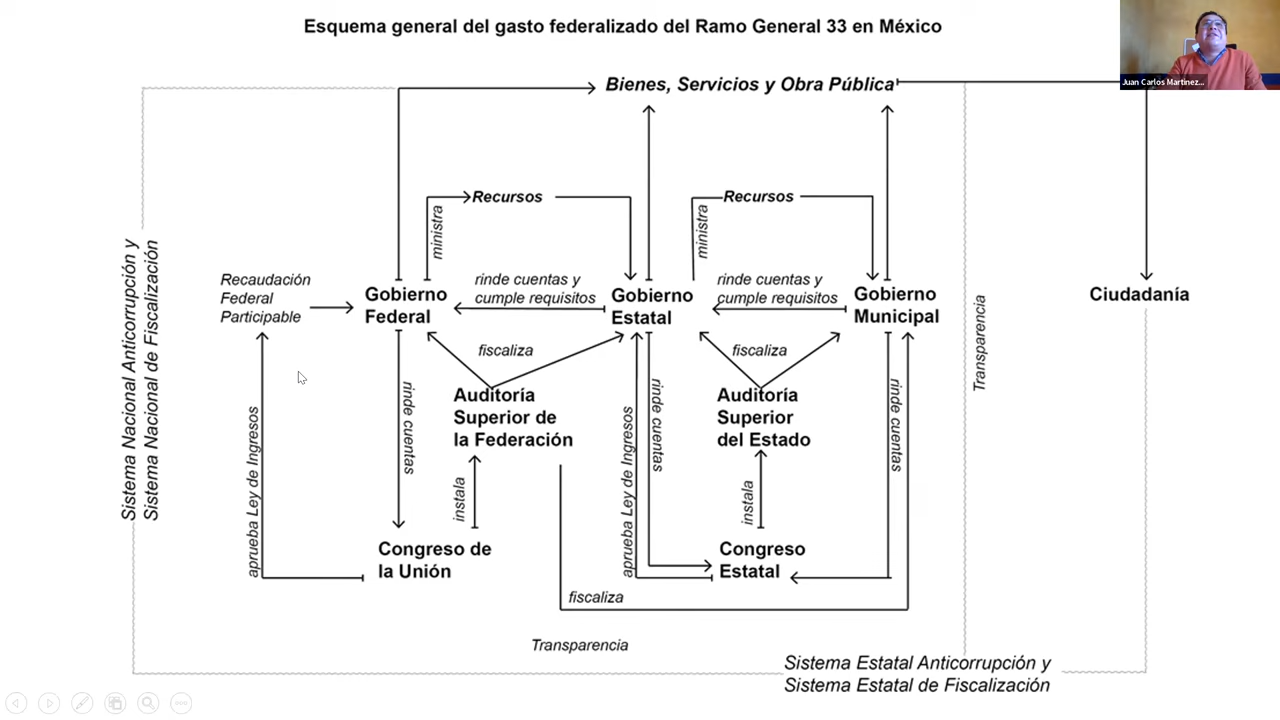 Esquema general del gasto federalizado del Ramo General 33 en México
Juan Carlos Martinez...
Bienes, Servicios y Obra Pública
Recursos
Recursos
ministra
ministra
Sistema Nacional Anticorrupción y
Sistema Nacional de Fiscalización
Recaudación
Federal
Participable
Gobierno
Federal
rinde cuentas y
cumple requisitos
Gobierno
Estatal
rinde cuentas y
cumple requisitos
Gobierno
Municipal
Transparencia
Ciudadanía
fiscaliza
fiscaliza
aprueba Ley de Ingresos
rinde cuentas
Auditoría
Superior de
la Federación
aprueba Ley de Ingresos
rinde cuentas
Auditoría
Superior
del Estado
rinde cuentas
instala
instala
Congreso de
la Unión
Congreso
Estatal
fiscaliza
Transparencia
Sistema Estatal Anticorrupción y
Sistema Estatal de Fiscalización